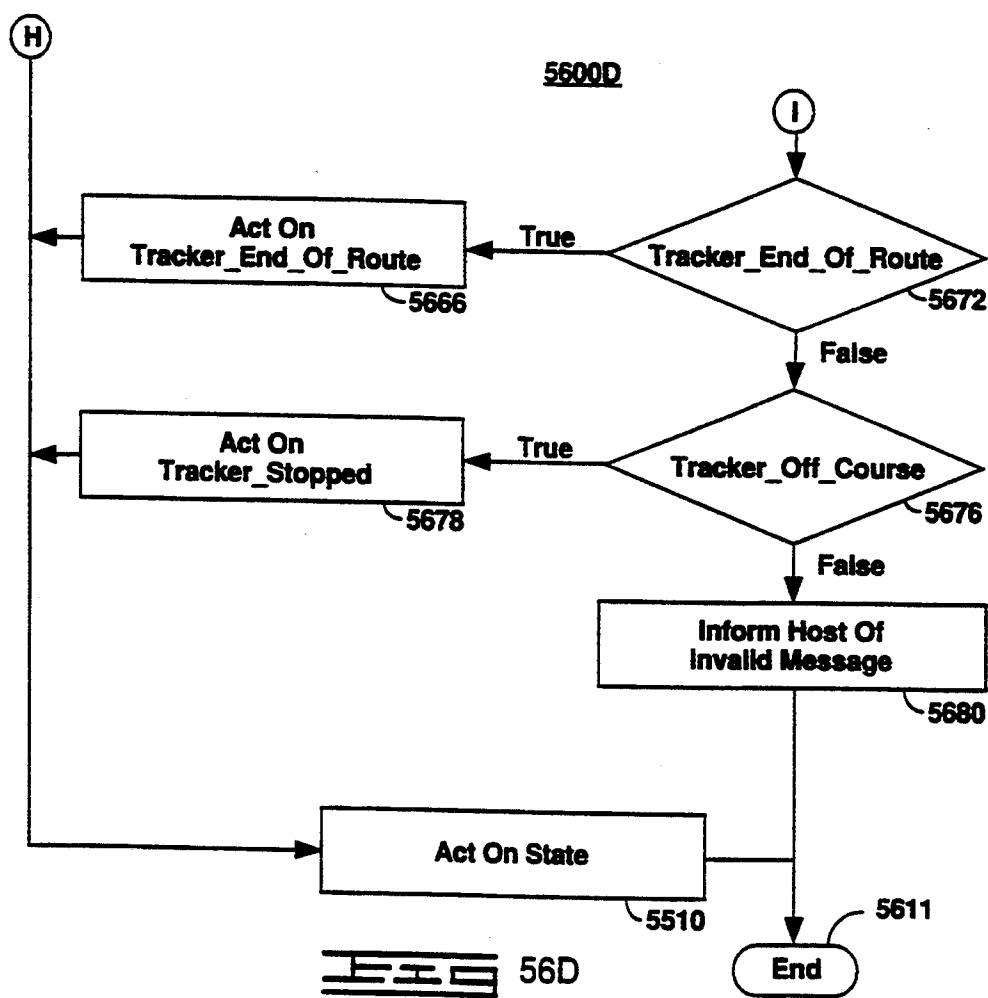 H
5600D
I
Act On
Tracker_End_Of_Route
5666
True
Tracker_End_Of_Route
5672
False
Act On
Tracker_Stopped
5678
True
Tracker_Off_Course
5676
False
Inform Host Of
Invalid Message
5680
Act On State
5510
5611
End
56D